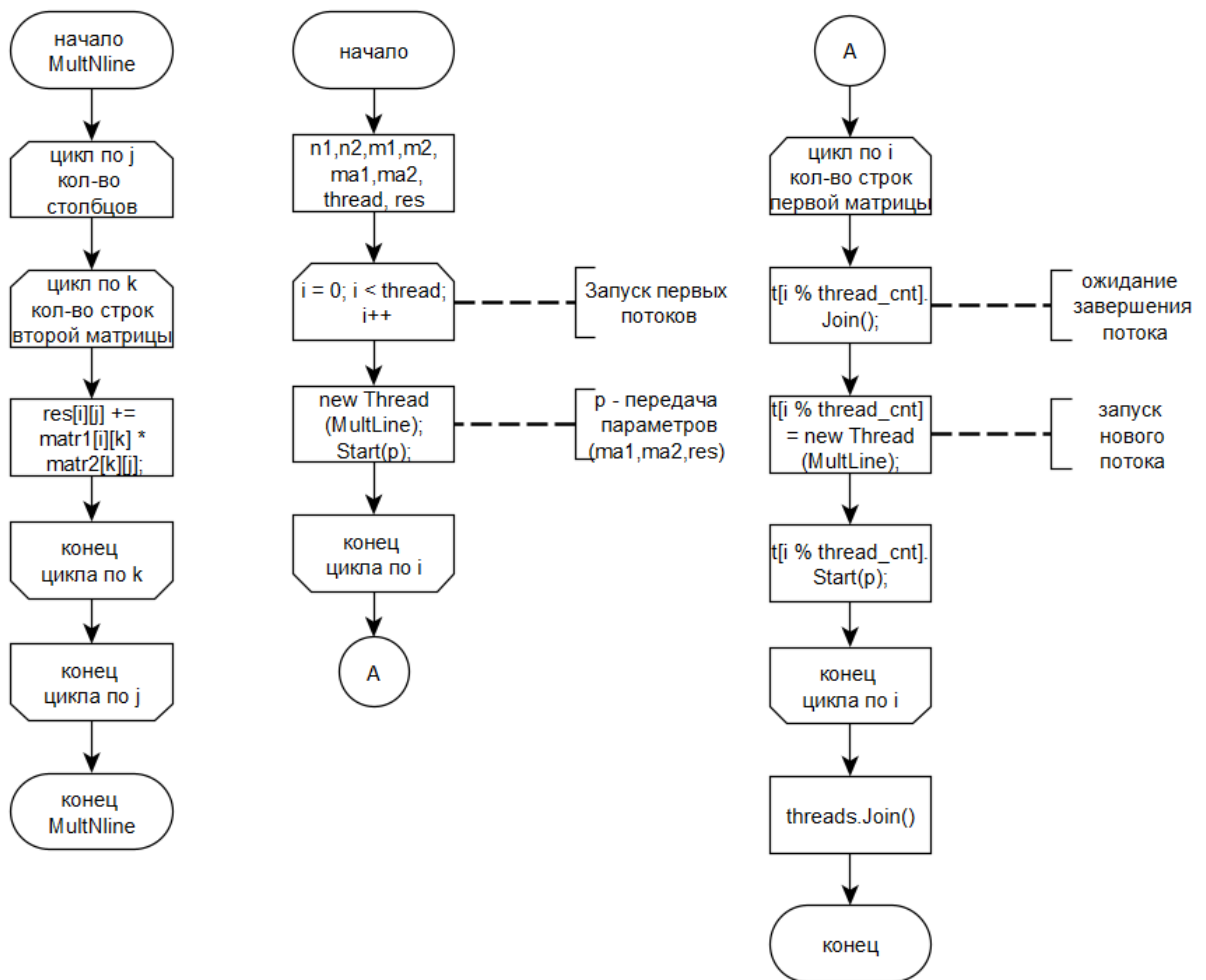 начало
MultNline
цикл по j
кол-во
столбцов
цикл по k
кол-во строк
второй матрицы
res[i][j] +=
matr1[i][k] *
matr2[k][j];
конец
цикла по k
конец
цикла по j
конец
MultNline
начало
n1,n2,m1,m2,
ma1,ma2,
thread, res
i = 0; i < thread;
i++
Запуск первых
потоков
new Thread
(MultLine);
Start(p);
p - передача
параметров
(ma1,ma2,res)
конец
цикла по i
A
A
цикл по i
кол-во строк
первой матрицы
t[i % thread_cnt].
Join();
ожидание
завершения
потока
t[i % thread_cnt]
= new Thread
(MultLine);
запуск
нового
потока
t[i % thread_cnt].
Start(p);
конец
цикла по i
threads.Join()
конец